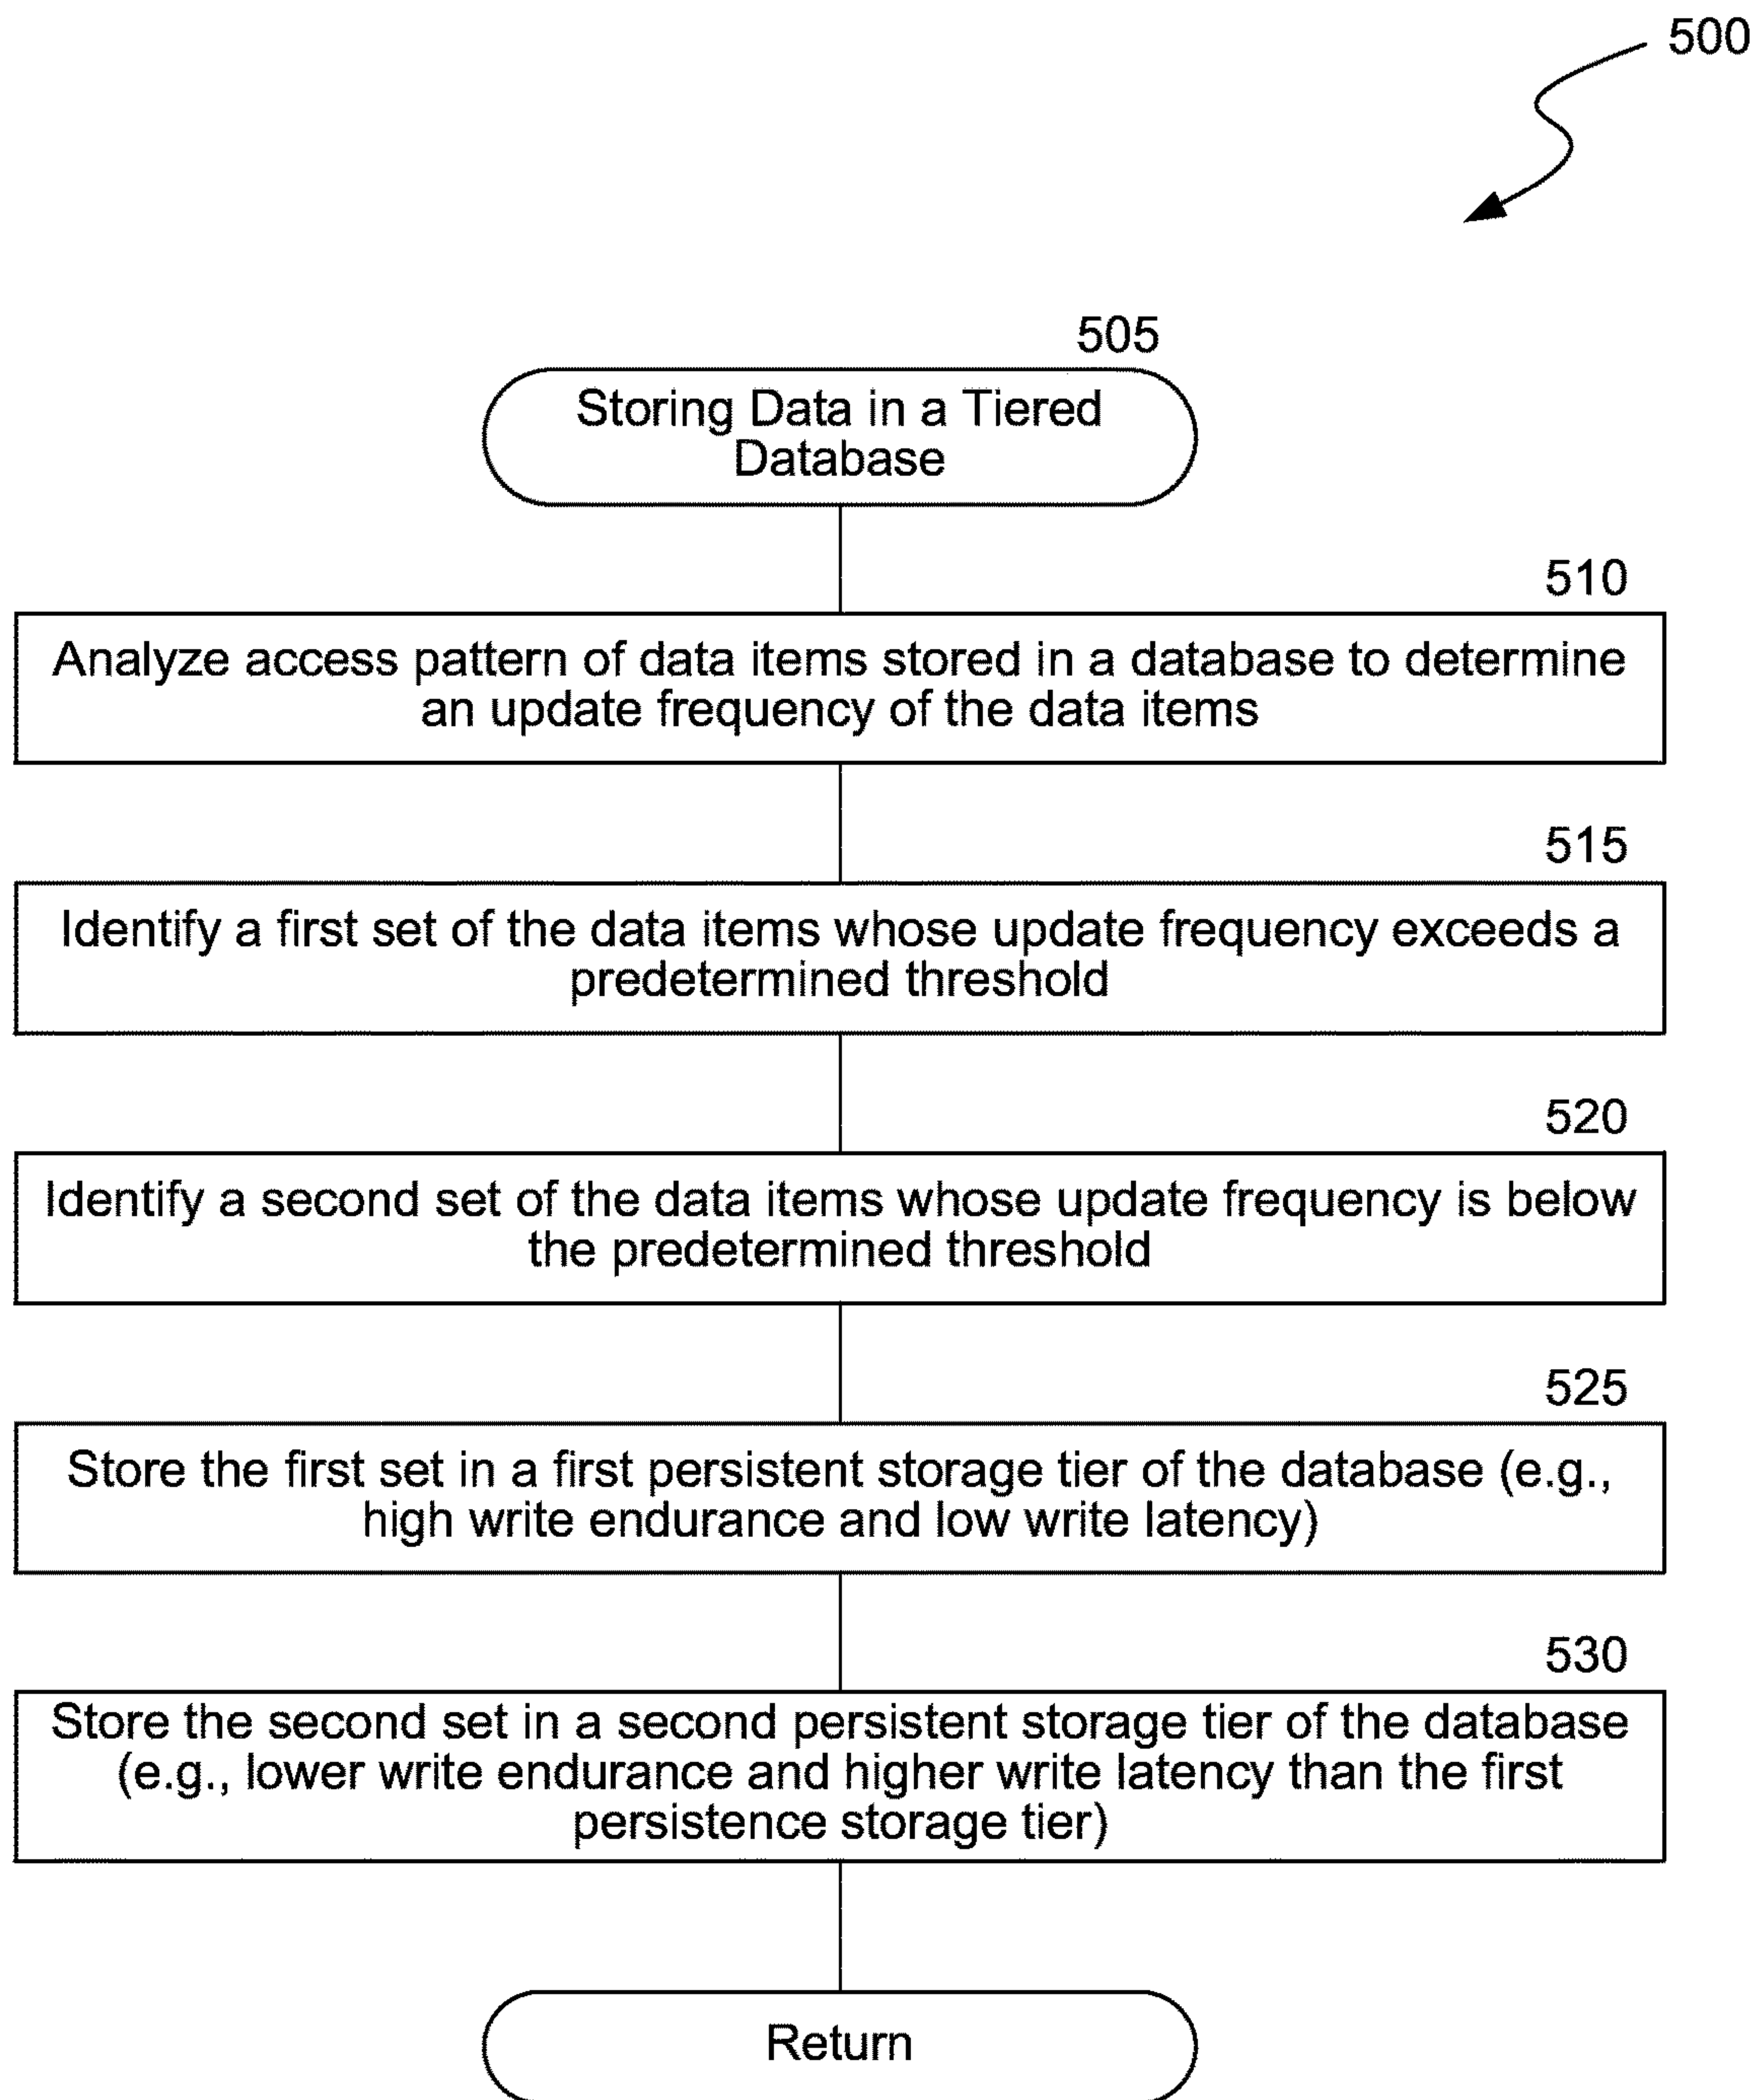 500
505
Storing Data in a Tiered
Database
510
Analyze access pattern of data items stored in a database to determine
an update frequency of the data items
515
Identify a first set of the data items whose update frequency exceeds a
predetermined threshold
520
Identify a second set of the data items whose update frequency is below
the predetermined threshold
525
Store the first set in a first persistent storage tier of the database (e.g.,
high write endurance and low write latency)
530
Store the second set in a second persistent storage tier of the database
(e.g., lower write endurance and higher write latency than the first
persistence storage tier)
Return